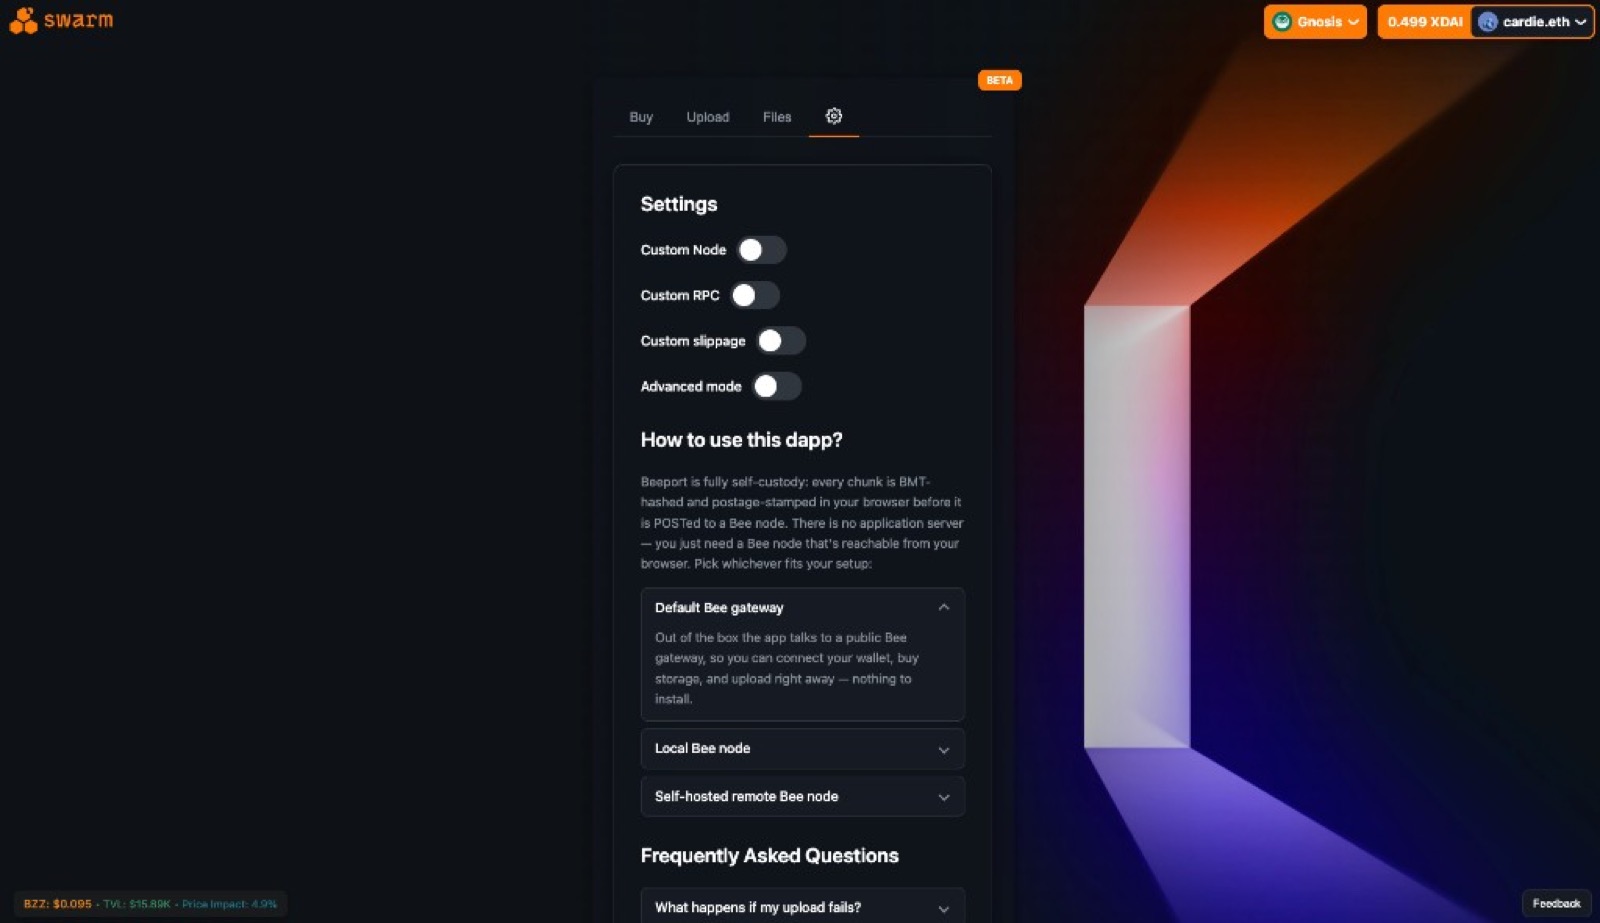 swarm
Gnosis
0.499 XDAI
cardie.eth
BETA
Buy
Upload
Files
Settings
Custom Node
Custom RPC
Custom slippage
Advanced mode
How to use this dapp?
Beeport is fully self-custody: every chunk is BMT-
hashed and postage-stamped in your browser before it
is POSTed to a Bee node. There is no application server
— you just need a Bee node that's reachable from your
browser. Pick whichever fits your setup:
Default Bee gateway
Out of the box the app talks to a public Bee
gateway, so you can connect your wallet, buy
storage, and upload right away — nothing to
install.
Local Bee node
Self-hosted remote Bee node
Frequently Asked Questions
What happens if my upload fails?
BZZ: $0.095 - TVL: $15.89K - Price Impact: 4.9%
Feedback